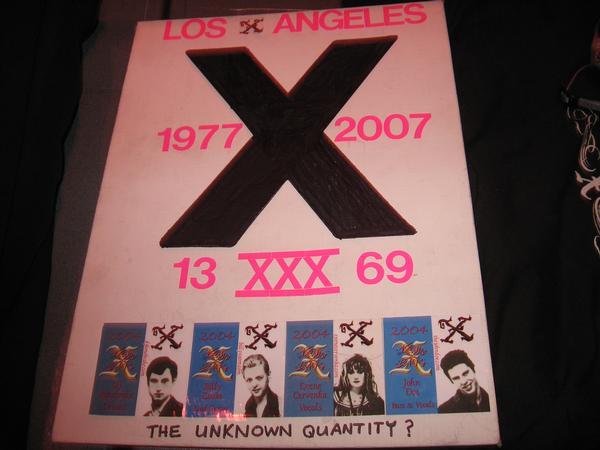 LOS X ANGELES
X
1977 2007
13 XXX 69
2004 2004 2004 2004
X X X X
Billy Exene John
Zoom Cervenka Doe
Vocals Bass & Vocals
THE UNKNOWN QUANTITY ?